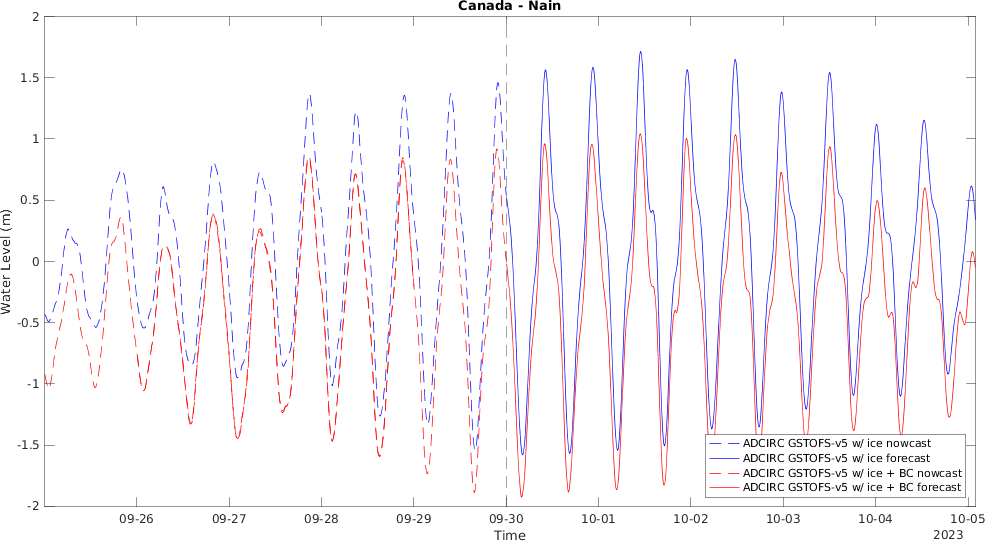 Canada - Nain
2
1.5
1
0.5
0
-0.5
-1
-1.5
-2
Water Level (m)
ADCIRC GSTOFS-v5 w/ ice nowcast
ADCIRC GSTOFS-v5 w/ ice forecast
ADCIRC GSTOFS-v5 w/ ice + BC nowcast
ADCIRC GSTOFS-v5 w/ ice + BC forecast
09-26 09-27 09-28 09-29 09-30 10-01 10-02 10-03 10-04 10-05
Time
2023